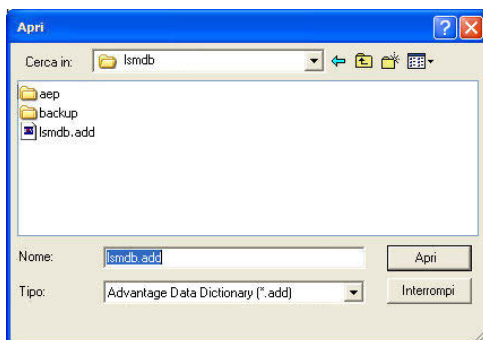 Apri
Cerca in: lsmdb
aep
backup
lsmdb.add
Nome: lsmdb.add Apri
Tipo: Advantage Data Dictionary (*.add) Interrompi